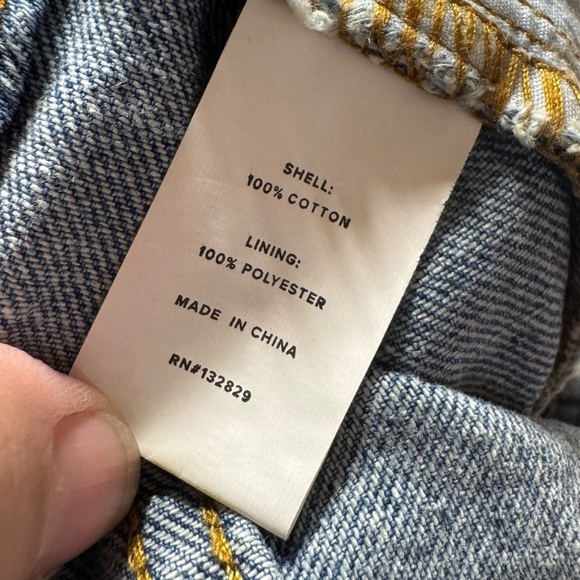 SHELL:
100% COTTON
LINING:
100% POLYESTER
MADE IN CHINA
RN#132829